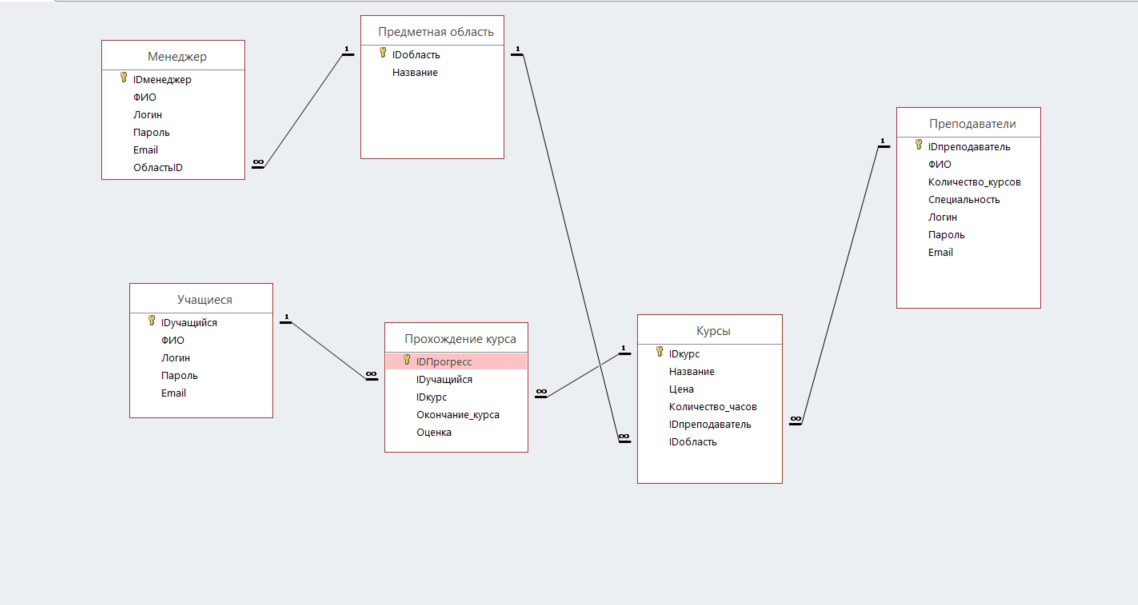 Менеджер
IDменеджер
ФИО
Логин
Пароль
Email
ОбластьID
Предметная область
IDобласть
Название
Преподаватели
IDпреподаватель
ФИО
Количество_курсов
Специальность
Логин
Пароль
Email
Учащиеся
IDучащийся
ФИО
Логин
Пароль
Email
Прохождение курса
IDПрогресс
IDучащийся
IDкурс
Окончание_курса
Оценка
Курсы
IDкурс
Название
Цена
Количество_часов
IDпреподаватель
IDобласть
1
∞
1
∞
1
∞
1
∞
1
∞